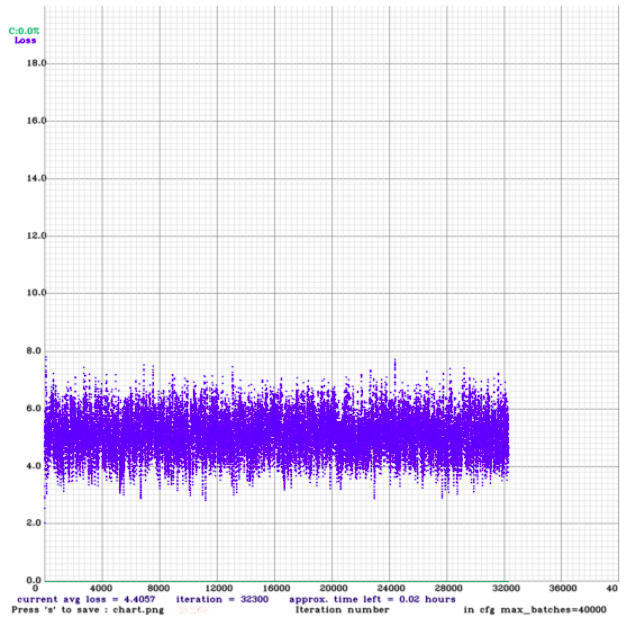 C:0.0%
Loss
18.0
16.0
14.0
12.0
10.0
8.0
6.0
4.0
2.0
0.0
0 4000 8000 12000 16000 20000 24000 28000 32000 36000 40
current avg loss = 4.4057 iteration = 32300 approx. time left = 0.02 hours
Press 's' to save : chart.png Iteration number in cfg max_batches=40000